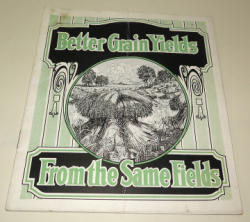 Better Grain Yields
From the Same Fields